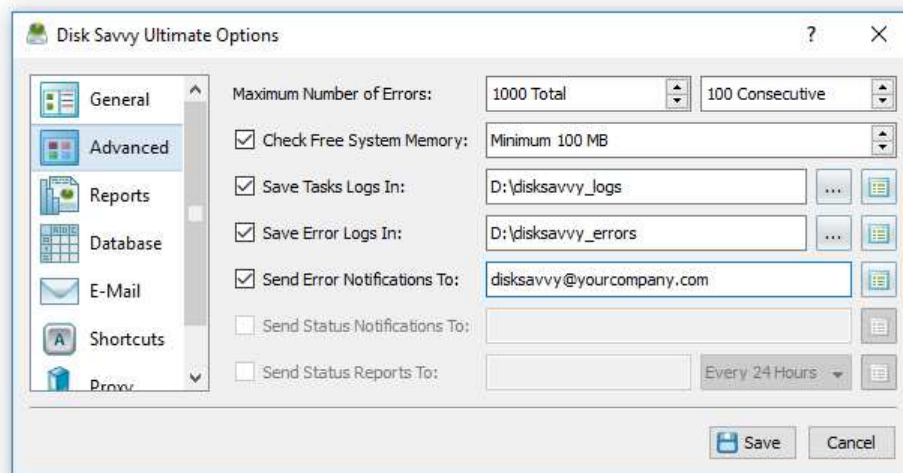 Disk Savvy Ultimate Options
?
General
Advanced
Reports
Database
E-Mail
Shortcuts
Proxy
Maximum Number of Errors: 1000 Total 100 Consecutive
Check Free System Memory: Minimum 100 MB
Save Tasks Logs In: D:\disksavvy_logs ...
Save Error Logs In: D:\disksavvy_errors ...
Send Error Notifications To: disksavvy@yourcompany.com
Send Status Notifications To:
Send Status Reports To: Every 24 Hours
Save Cancel